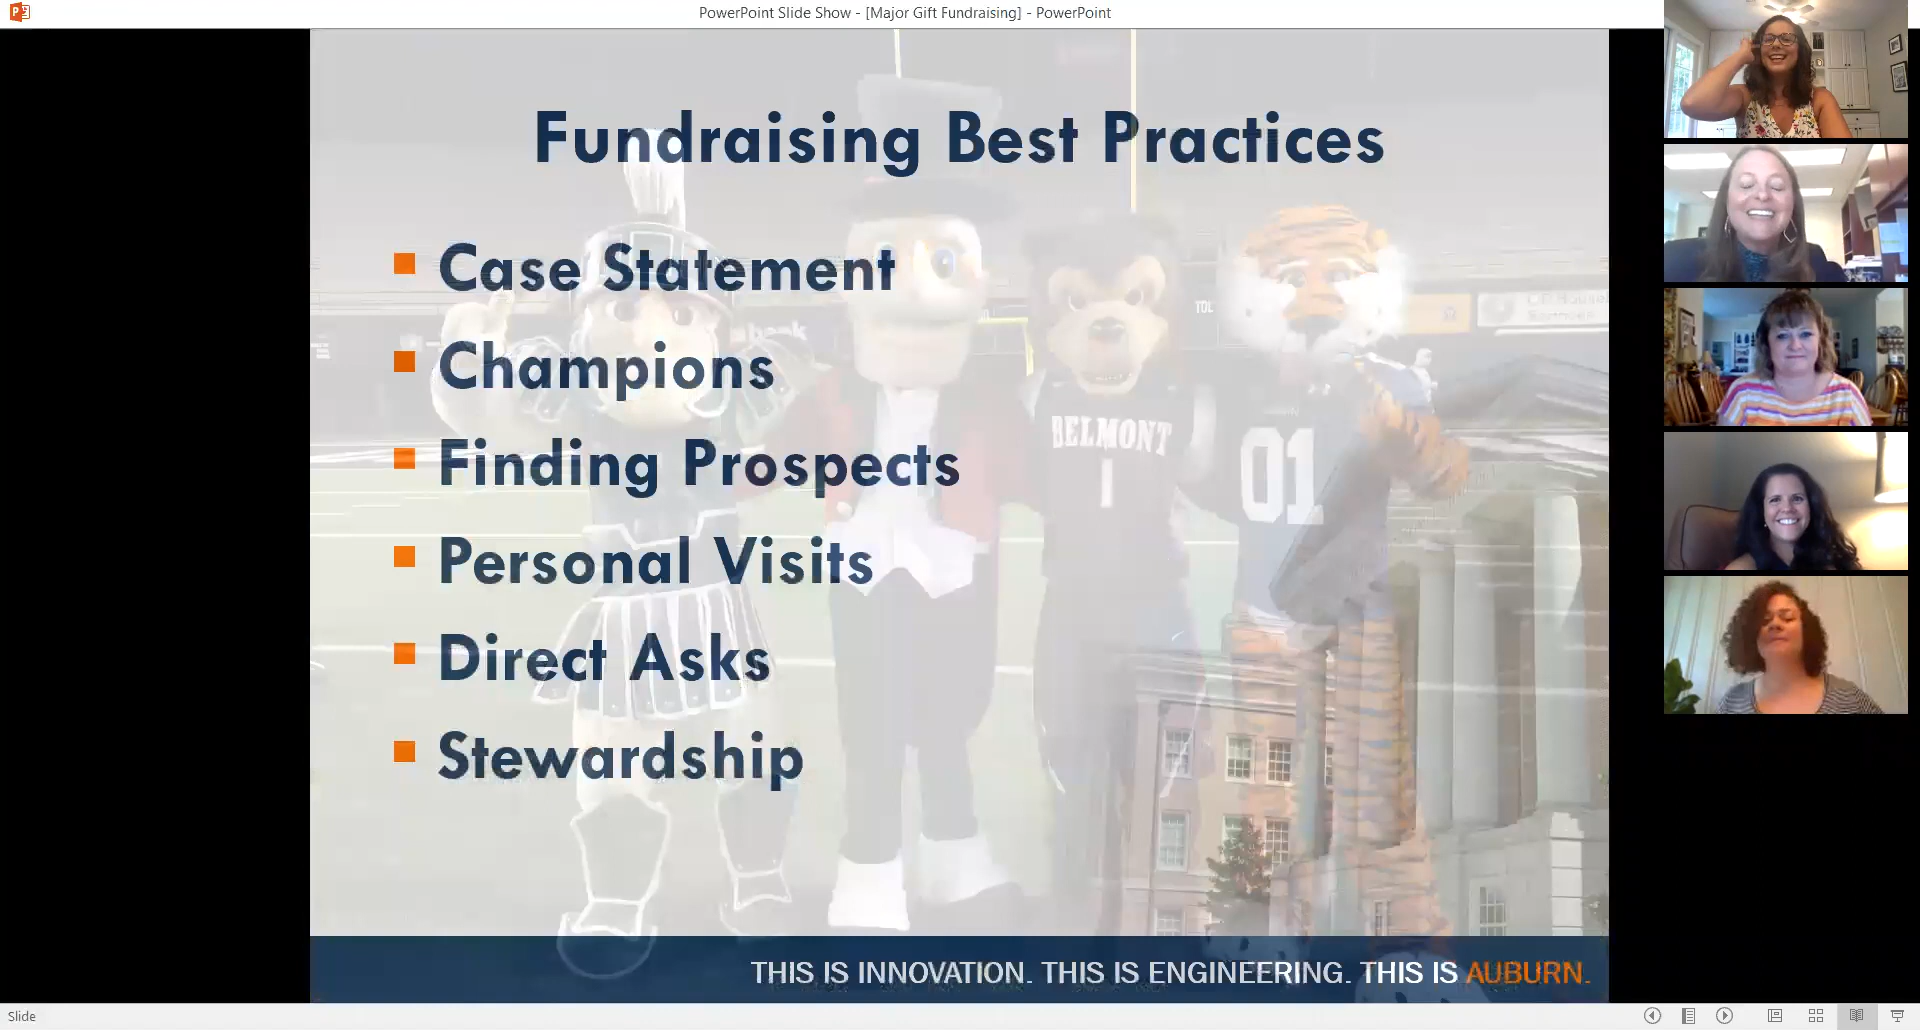 PowerPoint Slide Show - [Major Gift Fundraising] - PowerPoint
Fundraising Best Practices
Case Statement
Champions
Finding Prospects
Personal Visits
Direct Asks
Stewardship
BELMONT
1
01
THIS IS INNOVATION. THIS IS ENGINEERING. THIS IS AUBURN.
Slide